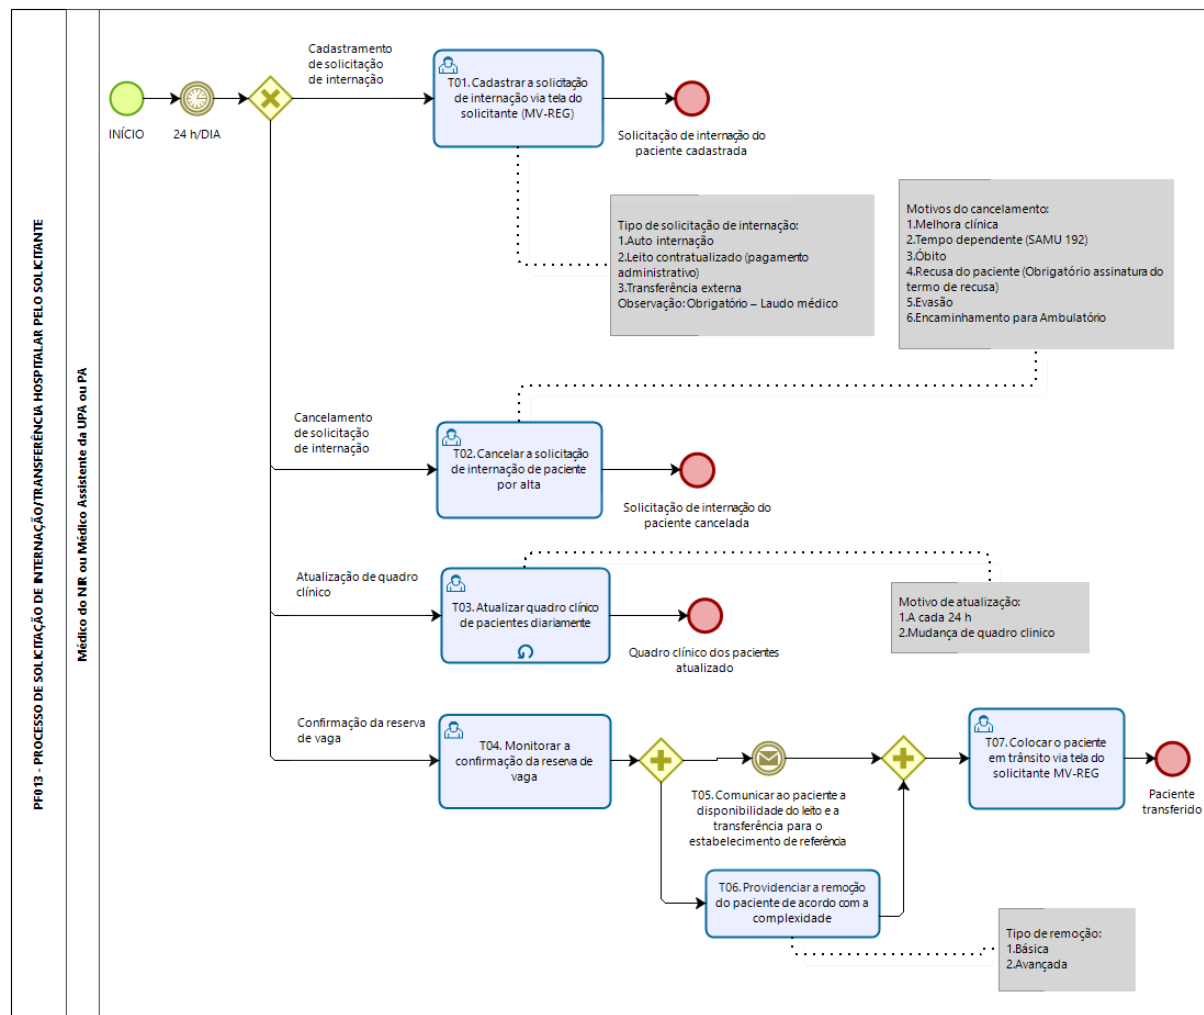 PF013 - PROCESSO DE SOLICITAÇÃO DE INTERNAÇÃO/TRANSFERÊNCIA HOSPITALAR PELO SOLICITANTE
Médico do NIR ou Médico Assistente da UPA ou PA
INÍCIO
24 h/DIA
Cadastramento
de solicitação
de internação
T01. Cadastrar a solicitação
de internação via tela do
solicitante (MV-REG)
Solicitação de internação do
paciente cadastrada
Tipo de solicitação de internação:
1.Auto internação
2.Leito contratualizado (pagamento
administrativo)
3.Transferência externa
Observação: Obrigatório – Laudo médico
Motivos do cancelamento:
1.Melhora clínica
2.Tempo dependente (SAMU 192)
3.Óbito
4.Recusa do paciente (Obrigatório assinatura do
termo de recusa)
5.Evasão
6.Encaminhamento para Ambulatório
Cancelamento
de solicitação
de internação
T02. Cancelar a solicitação
de internação de paciente
por alta
Solicitação de internação do
paciente cancelada
Atualização de quadro
clínico
T03. Atualizar quadro clínico
de pacientes diariamente
Quadro clínico dos pacientes
atualizado
Motivo de atualização:
1.A cada 24 h
2.Mudança de quadro clinico
Confirmação da reserva
de vaga
T04. Monitorar a
confirmação da reserva de
vaga
T05. Comunicar ao paciente a
disponibilidade do leito e a
transferência para o
estabelecimento de referência
T06. Providenciar a remoção
do paciente de acordo com a
complexidade
T07. Colocar o paciente
em trânsito via tela do
solicitante MV-REG
Paciente
transferido
Tipo de remoção:
1.Básica
2.Avançada